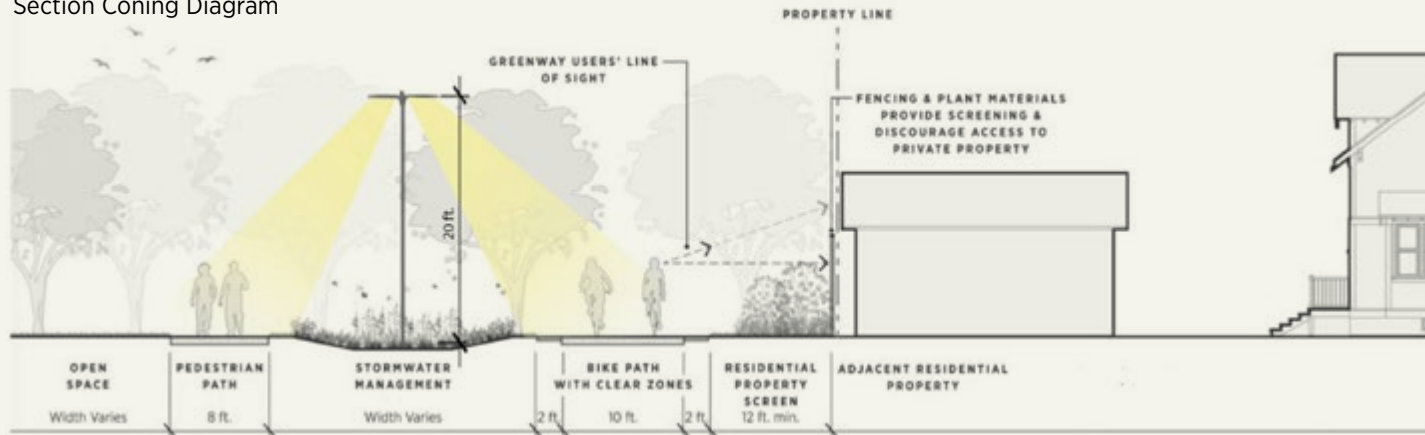 Section Coning Diagram
PROPERTY LINE
GREENWAY USERS' LINE
OF SIGHT
FENCING & PLANT MATERIALS
PROVIDE SCREENING &
DISCOURAGE ACCESS TO
PRIVATE PROPERTY
20 ft.
OPEN
SPACE
Width Varies
PEDESTRIAN
PATH
8 ft.
STORMWATER
MANAGEMENT
Width Varies
2 ft.
BIKE PATH
WITH CLEAR ZONES
10 ft.
2 ft.
RESIDENTIAL
PROPERTY
SCREEN
12 ft. min.
ADJACENT RESIDENTIAL
PROPERTY